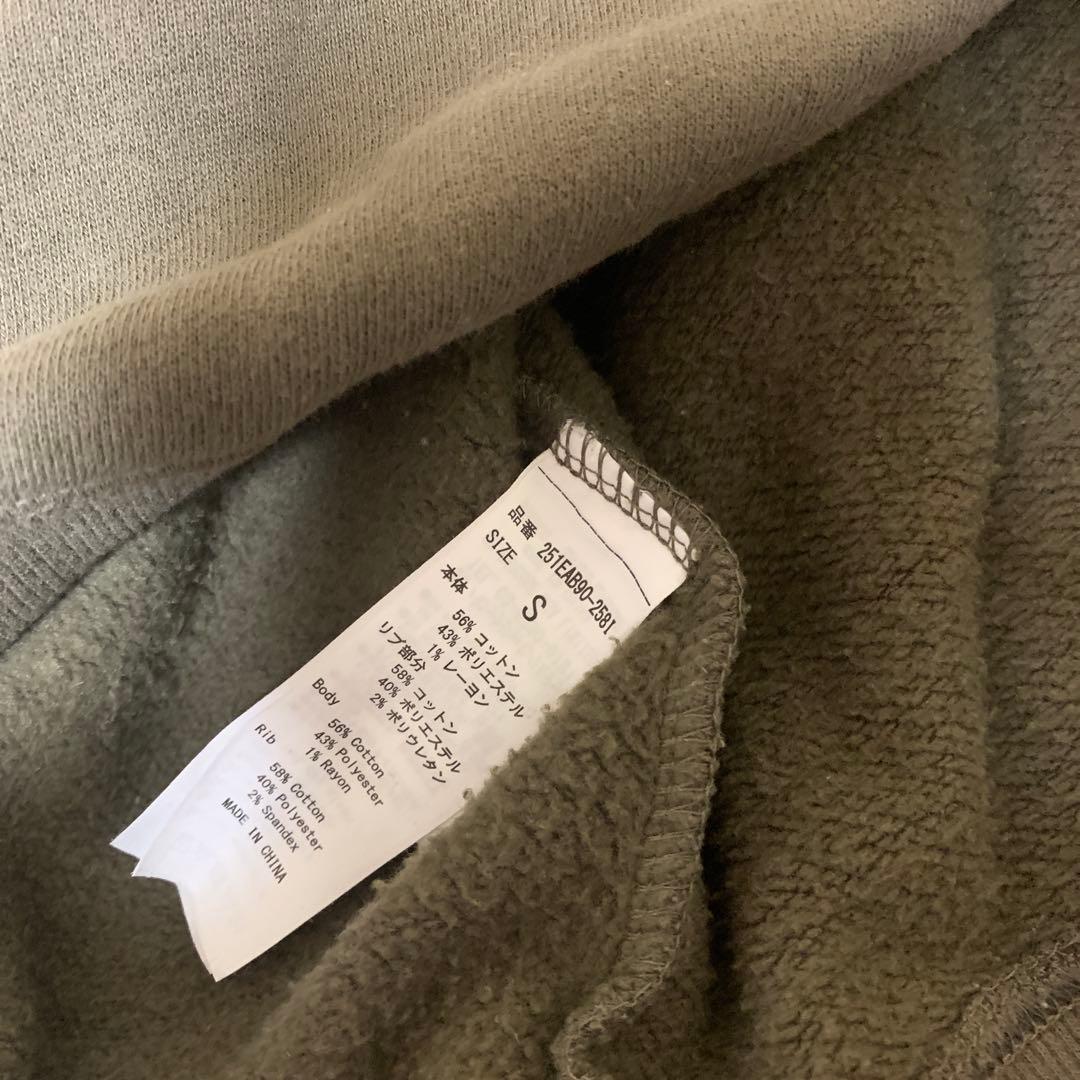 品番 251EAB90-2581
SIZE S
本体
56% コットン
43% ポリエステル
1% レーヨン
リブ部分
58% コットン
40% ポリエステル
2% ポリウレタン
Body
56% Cotton
43% Polyester
1% Rayon
Rib
58% Cotton
40% Polyester
2% Spandex
MADE IN CHINA